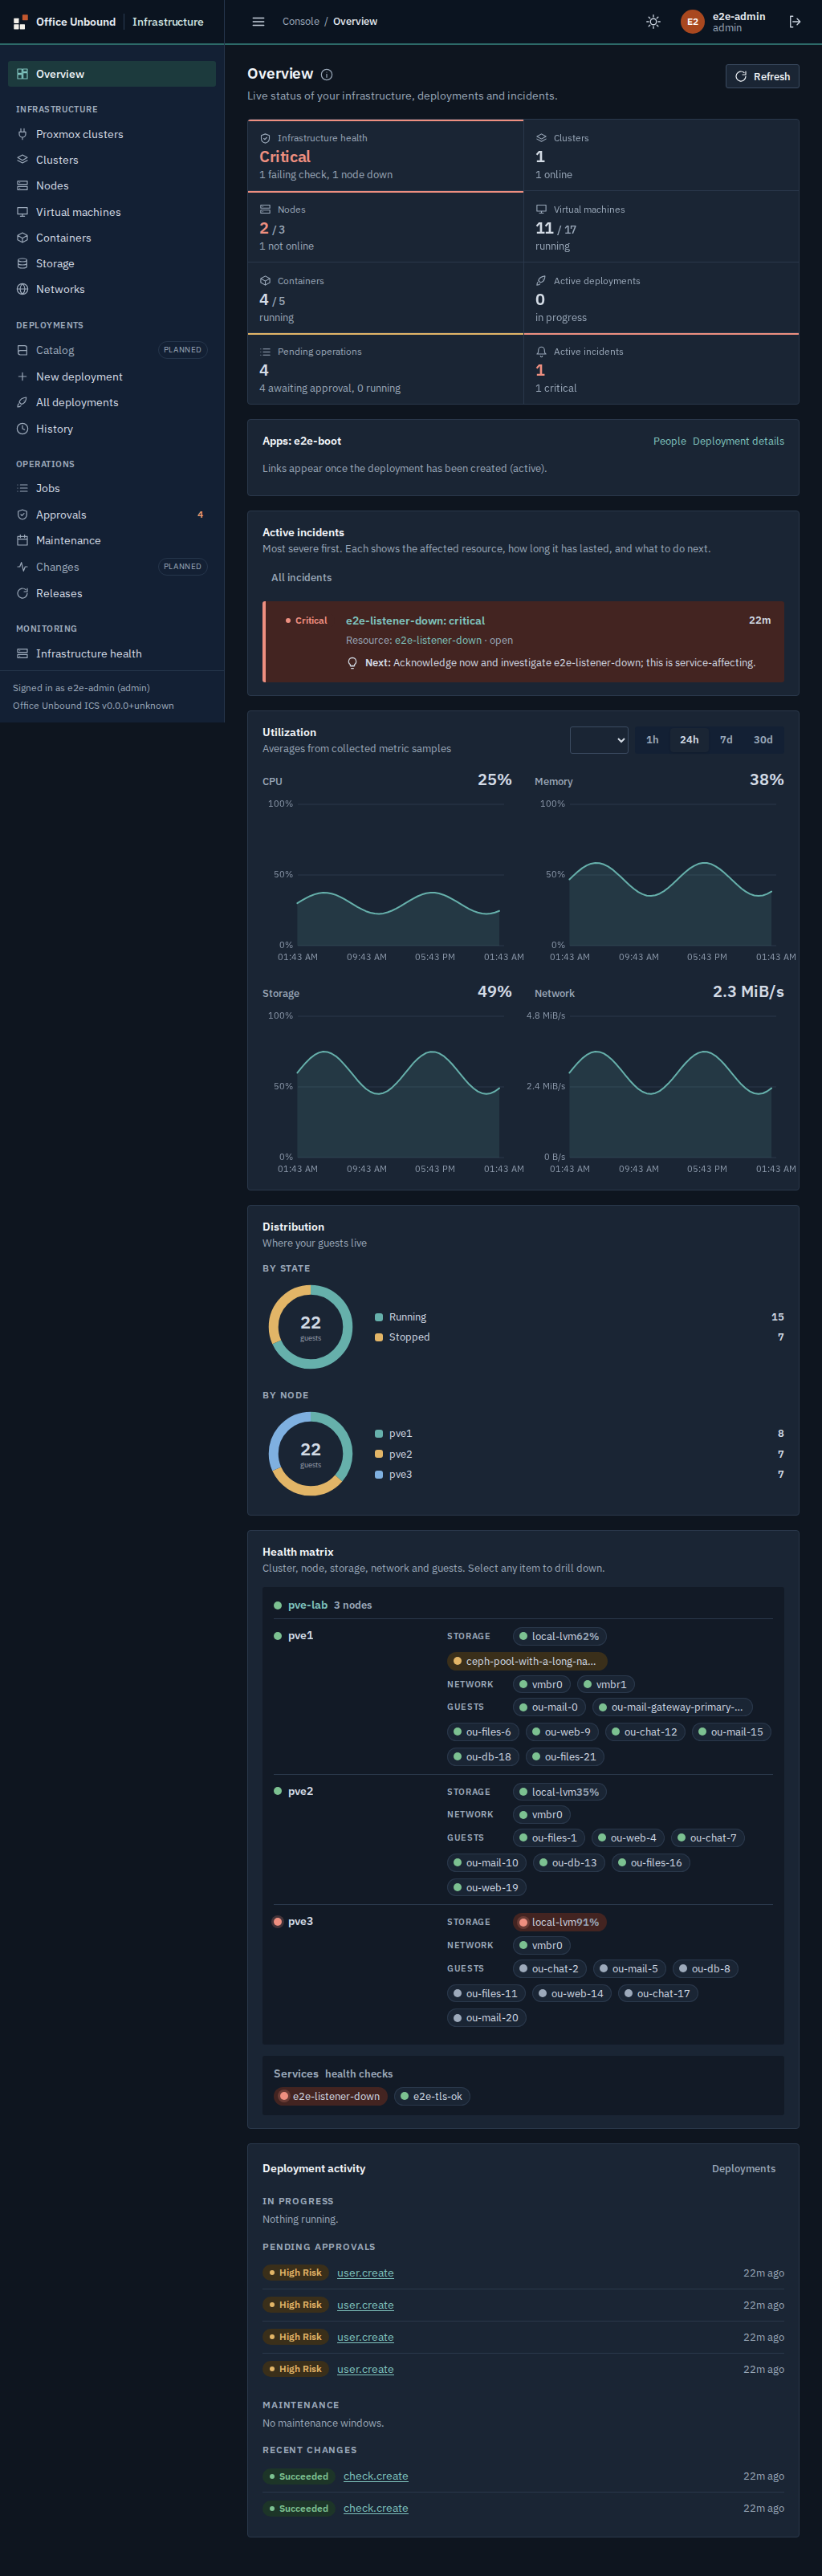 Office Unbound Infrastructure
Console / Overview
E2 e2e-admin
admin
Overview
INFRASTRUCTURE
Proxmox clusters
Clusters
Nodes
Virtual machines
Containers
Storage
Networks
DEPLOYMENTS
Catalog PLANNED
New deployment
All deployments
History
OPERATIONS
Jobs
Approvals 4
Maintenance
Changes PLANNED
Releases
MONITORING
Infrastructure health
Signed in as e2e-admin (admin)
Office Unbound ICS v0.0.0+unknown
Overview
Refresh
Live status of your infrastructure, deployments and incidents.
Infrastructure health
Critical
1 failing check, 1 node down
Clusters
1
1 online
Nodes
2 / 3
1 not online
Virtual machines
11 / 17
running
Containers
4 / 5
running
Active deployments
0
in progress
Pending operations
4
4 awaiting approval, 0 running
Active incidents
1
1 critical
Apps: e2e-boot People Deployment details
Links appear once the deployment has been created (active).
Active incidents
Most severe first. Each shows the affected resource, how long it has lasted, and what to do next.
All incidents
Critical e2e-listener-down: critical 22m
Resource: e2e-listener-down · open
Next: Acknowledge now and investigate e2e-listener-down; this is service-affecting.
Utilization
Averages from collected metric samples
1h 24h 7d 30d
CPU 25%
100%
50%
0%
01:43 AM 09:43 AM 05:43 PM 01:43 AM
Memory 38%
100%
50%
0%
01:43 AM 09:43 AM 05:43 PM 01:43 AM
Storage 49%
100%
50%
0%
01:43 AM 09:43 AM 05:43 PM 01:43 AM
Network 2.3 MiB/s
4.8 MiB/s
2.4 MiB/s
0 B/s
01:43 AM 09:43 AM 05:43 PM 01:43 AM
Distribution
Where your guests live
BY STATE
22
guests
Running 15
Stopped 7
BY NODE
22
guests
pve1 8
pve2 7
pve3 7
Health matrix
Cluster, node, storage, network and guests. Select any item to drill down.
pve-lab 3 nodes
pve1
STORAGE local-lvm62%
ceph-pool-with-a-long-na...
NETWORK vmbr0 vmbr1
GUESTS ou-mail-0 ou-mail-gateway-primary-...
ou-files-6 ou-web-9 ou-chat-12 ou-mail-15
ou-db-18 ou-files-21
pve2
STORAGE local-lvm35%
NETWORK vmbr0
GUESTS ou-files-1 ou-web-4 ou-chat-7
ou-mail-10 ou-db-13 ou-files-16
ou-web-19
pve3
STORAGE local-lvm91%
NETWORK vmbr0
GUESTS ou-chat-2 ou-mail-5 ou-db-8
ou-files-11 ou-web-14 ou-chat-17
ou-mail-20
Services health checks
e2e-listener-down e2e-tls-ok
Deployment activity Deployments
IN PROGRESS
Nothing running.
PENDING APPROVALS
High Risk user.create 22m ago
High Risk user.create 22m ago
High Risk user.create 22m ago
High Risk user.create 22m ago
MAINTENANCE
No maintenance windows.
RECENT CHANGES
Succeeded check.create 22m ago
Succeeded check.create 22m ago